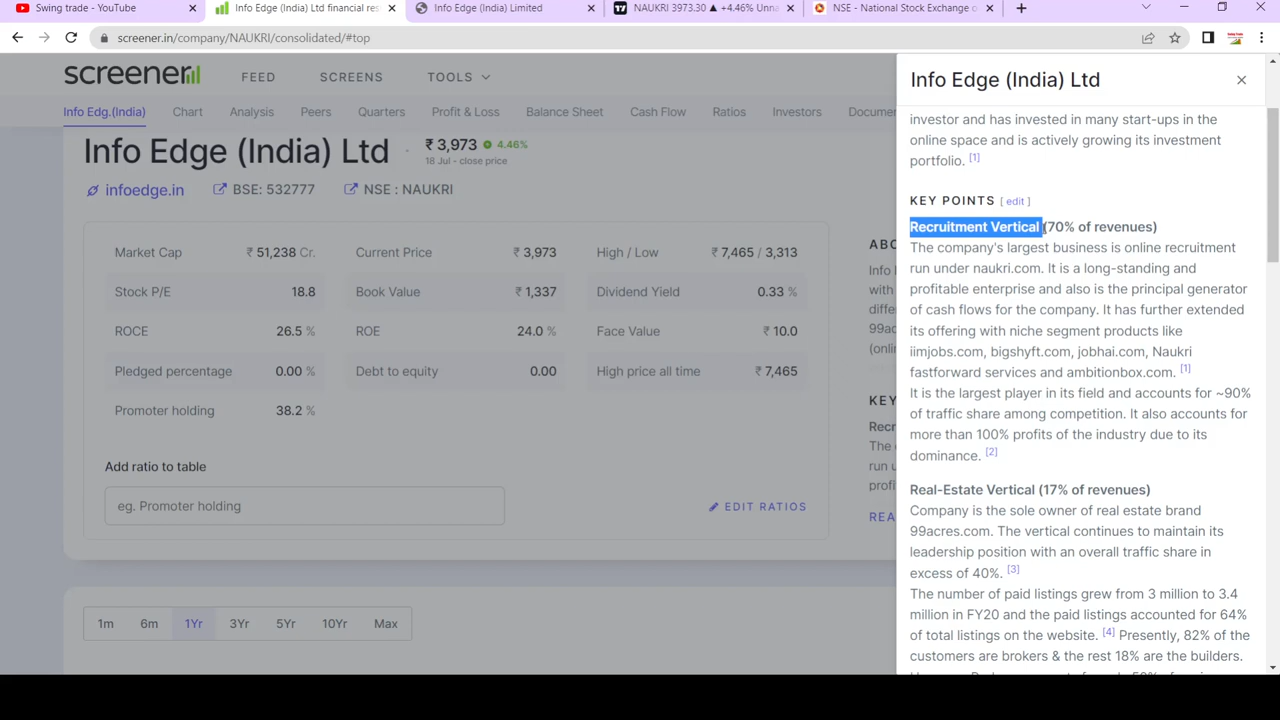 Swing trade - YouTube
Info Edge (India) Ltd financial res
Info Edge (India) Limited
NAUKRI 3973.30 ▲ +4.46% Unna
NSE - National Stock Exchange o
screener.in/company/NAUKRI/consolidated/#top
screener
FEED
SCREENS
TOOLS
Info Edg.(India)
Chart
Analysis
Peers
Quarters
Profit & Loss
Balance Sheet
Cash Flow
Ratios
Investors
Documen
Info Edge (India) Ltd
₹ 3,973
4.46%
18 Jul - close price
infoedge.in
BSE: 532777
NSE : NAUKRI
Market Cap ₹ 51,238 Cr.
Current Price ₹ 3,973
High / Low ₹ 7,465 / 3,313
Stock P/E 18.8
Book Value ₹ 1,337
Dividend Yield 0.33 %
ROCE 26.5 %
ROE 24.0 %
Face Value ₹ 10.0
Pledged percentage 0.00 %
Debt to equity 0.00
High price all time ₹ 7,465
Promoter holding 38.2 %
Add ratio to table
eg. Promoter holding
EDIT RATIOS
1m
6m
1Yr
3Yr
5Yr
10Yr
Max
ABO
Info I
with
differ
99ac
(onli
KEY
Recr
The c
run u
profi
REA
Info Edge (India) Ltd
investor and has invested in many start-ups in the
online space and is actively growing its investment
portfolio. [1]
KEY POINTS [ edit ]
Recruitment Vertical (70% of revenues)
The company's largest business is online recruitment
run under naukri.com. It is a long-standing and
profitable enterprise and also is the principal generator
of cash flows for the company. It has further extended
its offering with niche segment products like
iimjobs.com, bigshyft.com, jobhai.com, Naukri
fastforward services and ambitionbox.com. [1]
It is the largest player in its field and accounts for ~90%
of traffic share among competition. It also accounts for
more than 100% profits of the industry due to its
dominance. [2]
Real-Estate Vertical (17% of revenues)
Company is the sole owner of real estate brand
99acres.com. The vertical continues to maintain its
leadership position with an overall traffic share in
excess of 40%. [3]
The number of paid listings grew from 3 million to 3.4
million in FY20 and the paid listings accounted for 64%
of total listings on the website. [4] Presently, 82% of the
customers are brokers & the rest 18% are the builders.